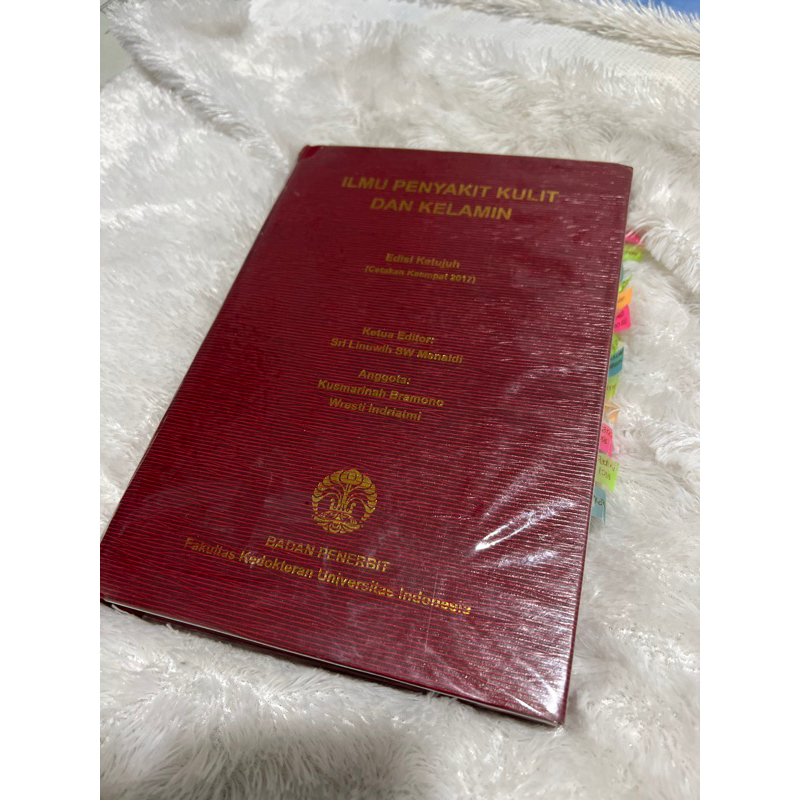 ILMU PENYAKIT KULIT
DAN KELAMIN
Edisi Ketujuh
(Cetakan Keempat 2017)
Ketua Editor:
Sri Linuwih SW Menaldi
Anggota:
Kusmarinah Bramono
Wresti Indriatmi
BADAN PENERBIT
Fakultas Kedokteran Universitas Indonesia